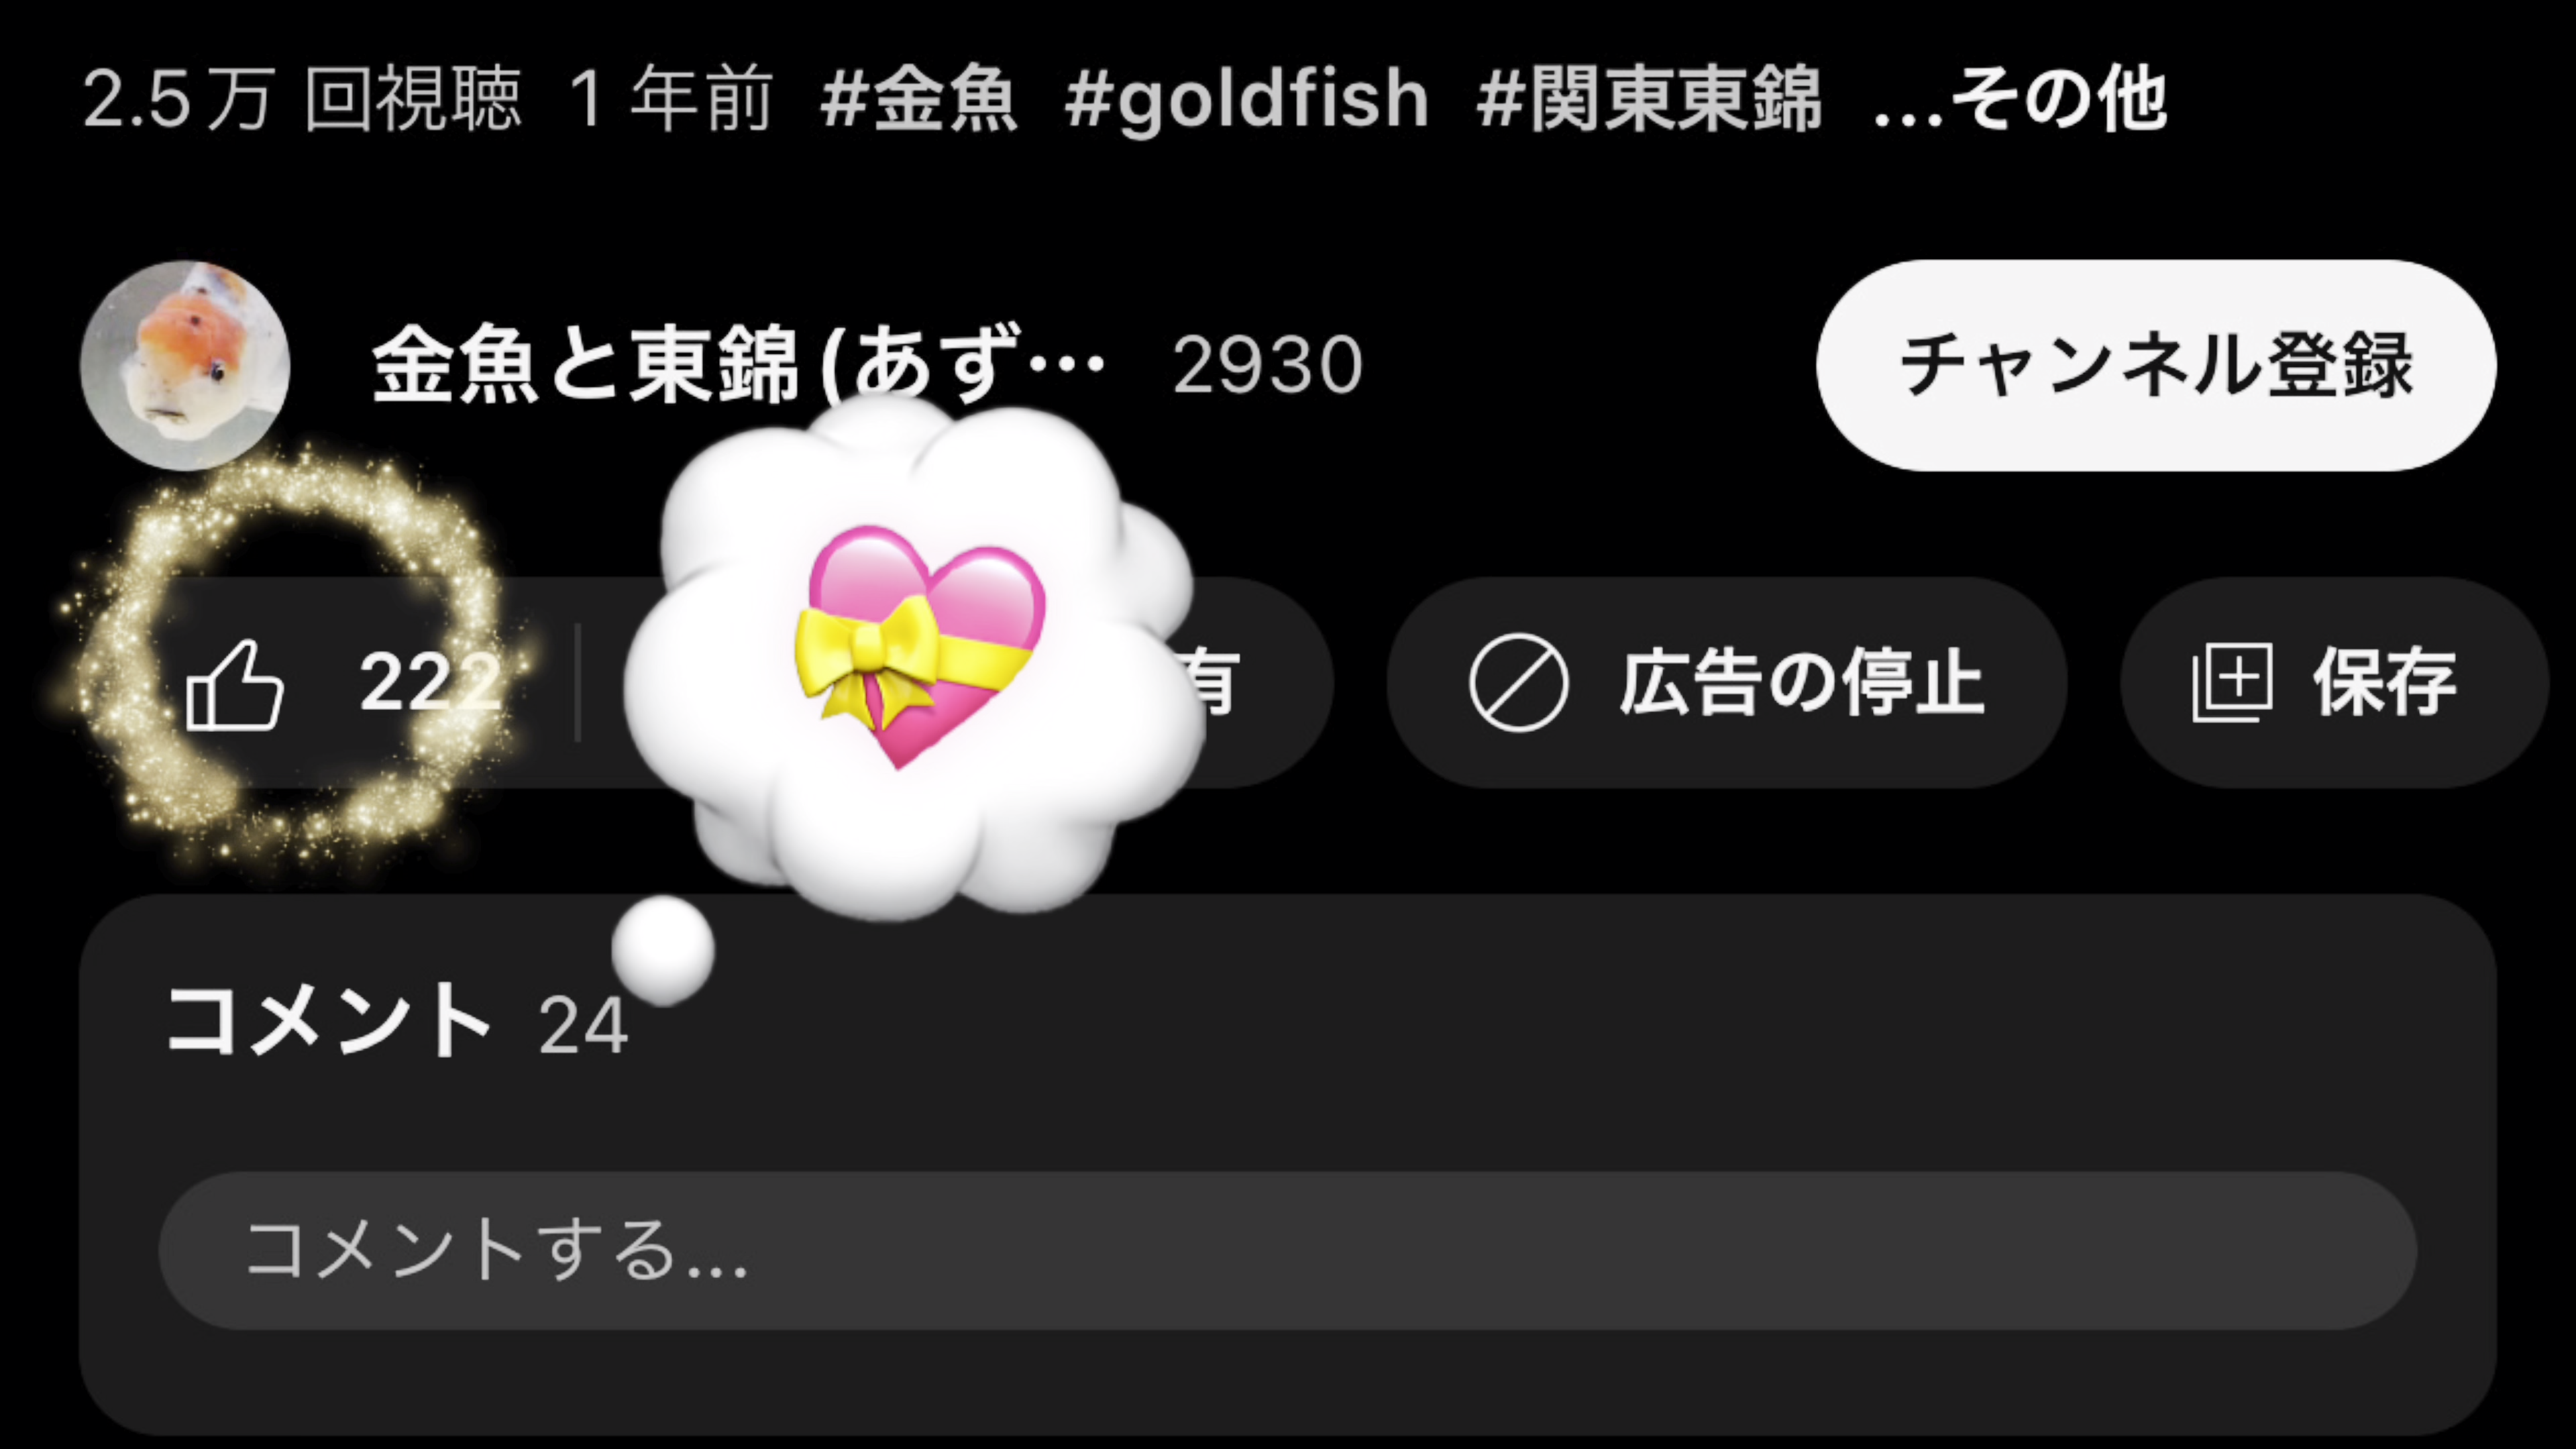 2.5万 回視聴 1 年前 #金魚 #goldfish #関東東錦 ...その他
金魚と東錦 (あず… 2930
チャンネル登録
222
有
広告の停止
保存
コメント 24
コメントする...